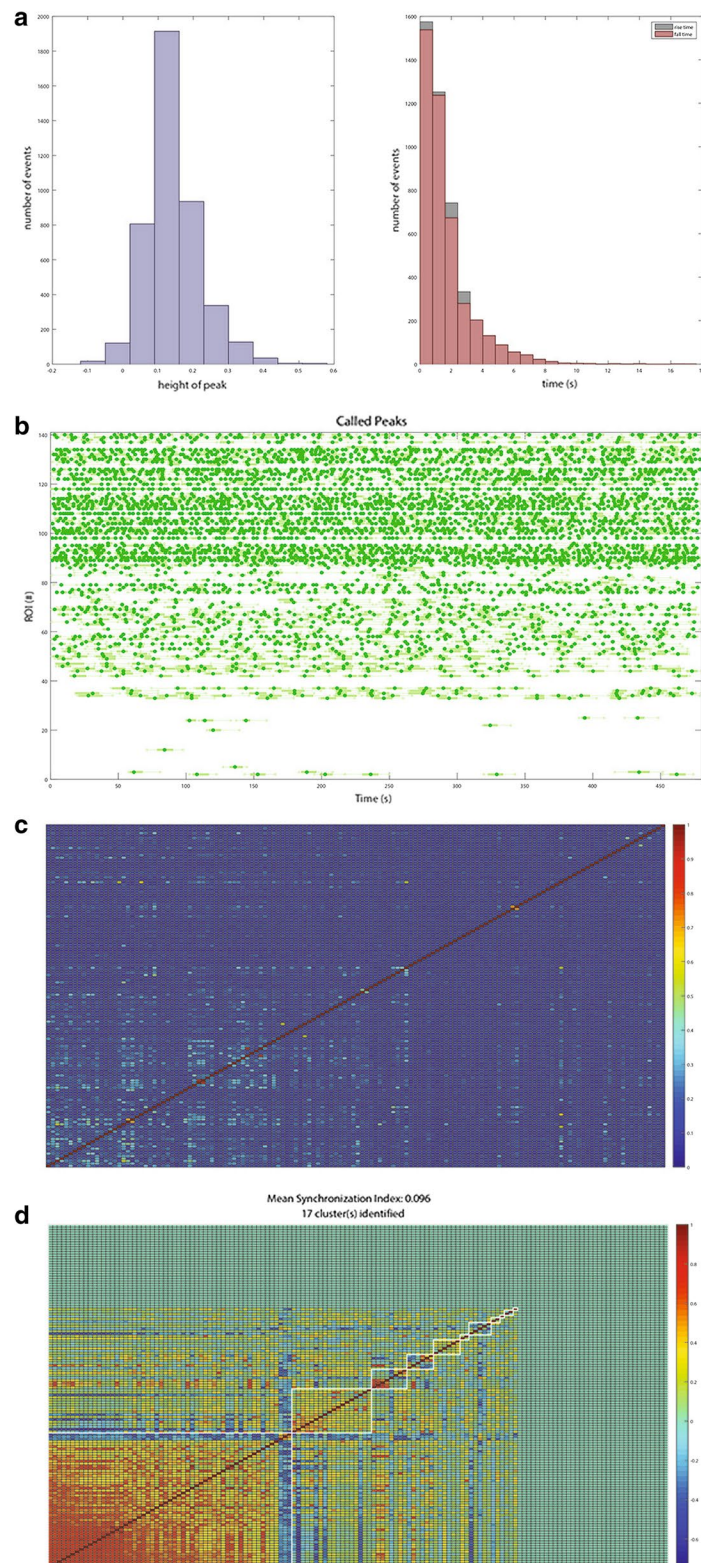 a
2000
1800
1600
1400
1200
1000
800
600
400
200
0
-0.2 -0.1 0 0.1 0.2 0.3 0.4 0.5 0.6
number of events
height of peak
1600
1400
1200
1000
800
600
400
200
0
0 2 4 6 8 10 12 14 16 18
number of events
time (s)
rise time
fall time
b
Called Peaks
140
120
100
80
60
40
20
0
0 50 100 150 200 250 300 350 400 450
ROI (#)
Time (s)
c
1
0.9
0.8
0.7
0.6
0.5
0.4
0.3
0.2
0.1
0
Mean Synchronization Index: 0.096
17 cluster(s) identified
d
1
0.8
0.6
0.4
0.2
0
-0.2
-0.4
-0.6